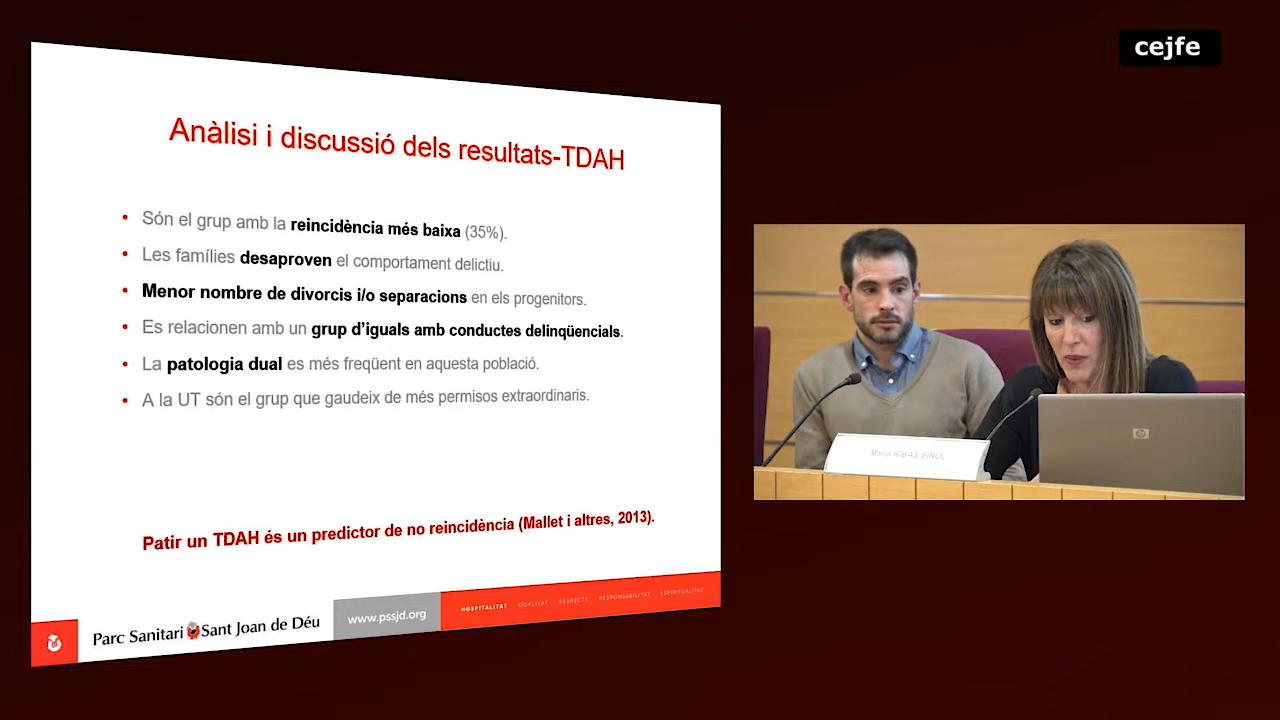 cejfe
Anàlisi i discussió dels resultats-TDAH
• Són el grup amb la reincidència més baixa (35%).
• Les famílies desaproven el comportament delictiu.
• Menor nombre de divorcis i/o separacions en els progenitors.
• Es relacionen amb un grup d'iguals amb conductes delinqüencials.
• La patologia dual es més freqüent en aquesta població.
• A la UT són el grup que gaudeix de més permisos extraordinaris.
Patir un TDAH és un predictor de no reincidència (Mallet i altres, 2013).
Parc Sanitari Sant Joan de Déu
www.pssjd.org
HOSPITALITAT QUALITAT RESPECTE RESPONSABILITAT ESPIRITUALITAT
Maria RIBAS SIÑOL
hp